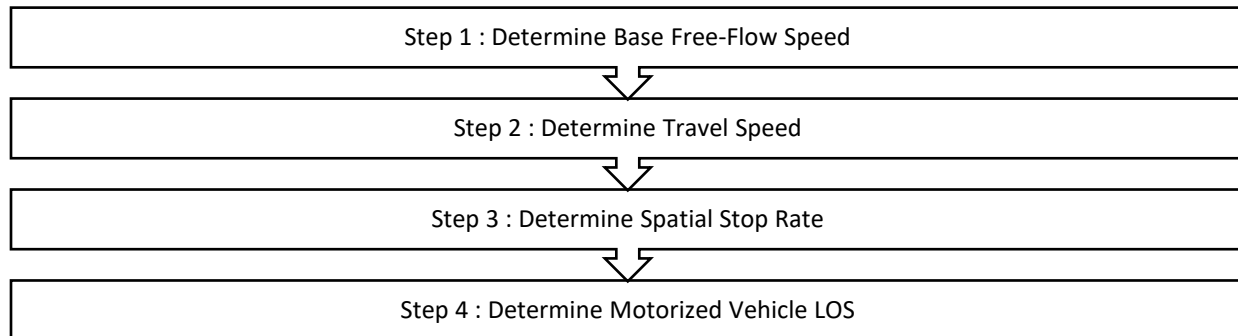 Step 1 : Determine Base Free-Flow Speed
Step 2 : Determine Travel Speed
Step 3 : Determine Spatial Stop Rate
Step 4 : Determine Motorized Vehicle LOS